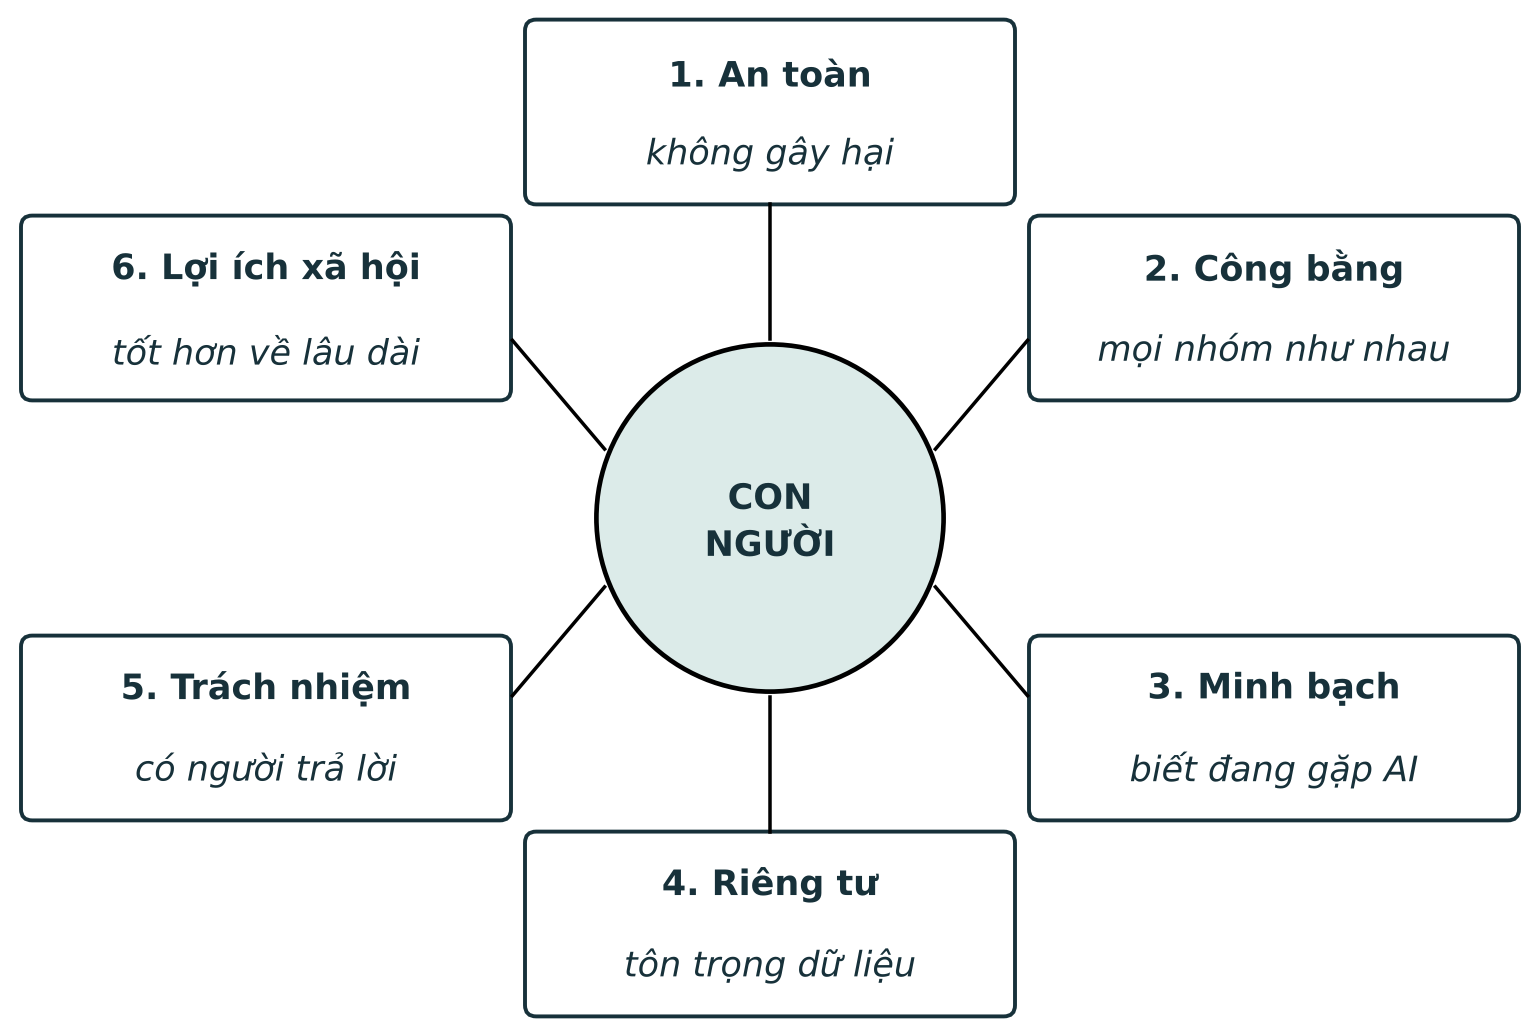 1. An toàn
không gây hại
2. Công bằng
mọi nhóm như nhau
3. Minh bạch
biết đang gặp AI
4. Riêng tư
tôn trọng dữ liệu
5. Trách nhiệm
có người trả lời
6. Lợi ích xã hội
tốt hơn về lâu dài
CON
NGƯỜI